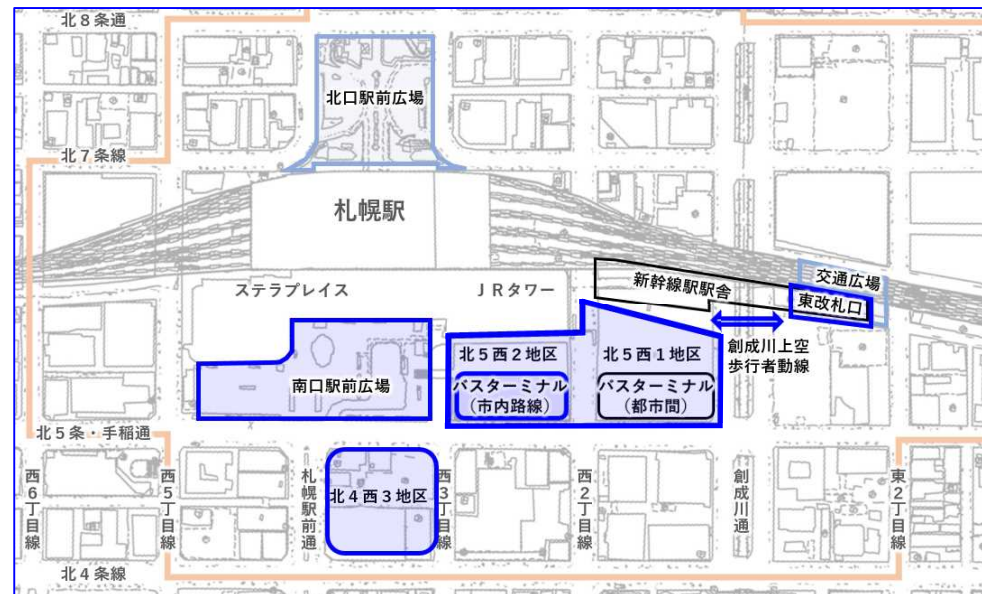 北８条通
北口駅前広場
北７条線
札幌駅
交通広場
新幹線駅駅舎
東改札口
ステラプレイス
ＪＲタワー
創成川上空
歩行者動線
北５西２地区
北５西１地区
南口駅前広場
バスターミナル
（市内路線）
バスターミナル
（都市間）
北５条・手稲通
西６丁目線
西５丁目線
札幌駅前通
北４西３地区
西３丁目線
西２丁目線
創成川通
東２丁目線
北４条線